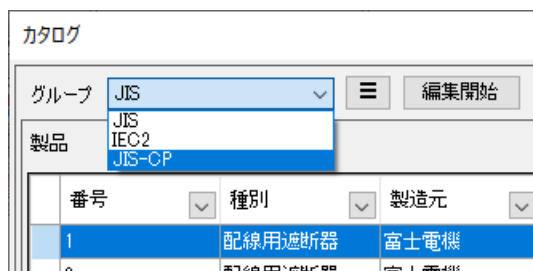 カタログ
グループ JIS ☰ 編集開始
JIS
IEC2
JIS-CP
製品
番号 種別 製造元
1 配線用遮断器 富士電機